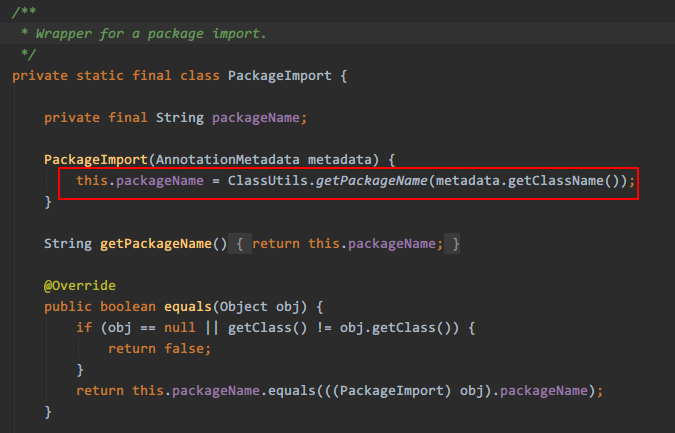 /**
* Wrapper for a package import.
*/
private static final class PackageImport {
private final String packageName;
PackageImport(AnnotationMetadata metadata) {
this.packageName = ClassUtils.getPackageName(metadata.getClassName());
}
String getPackageName() { return this.packageName; }
@Override
public boolean equals(Object obj) {
if (obj == null || getClass() != obj.getClass()) {
return false;
}
return this.packageName.equals(((PackageImport) obj).packageName);
}